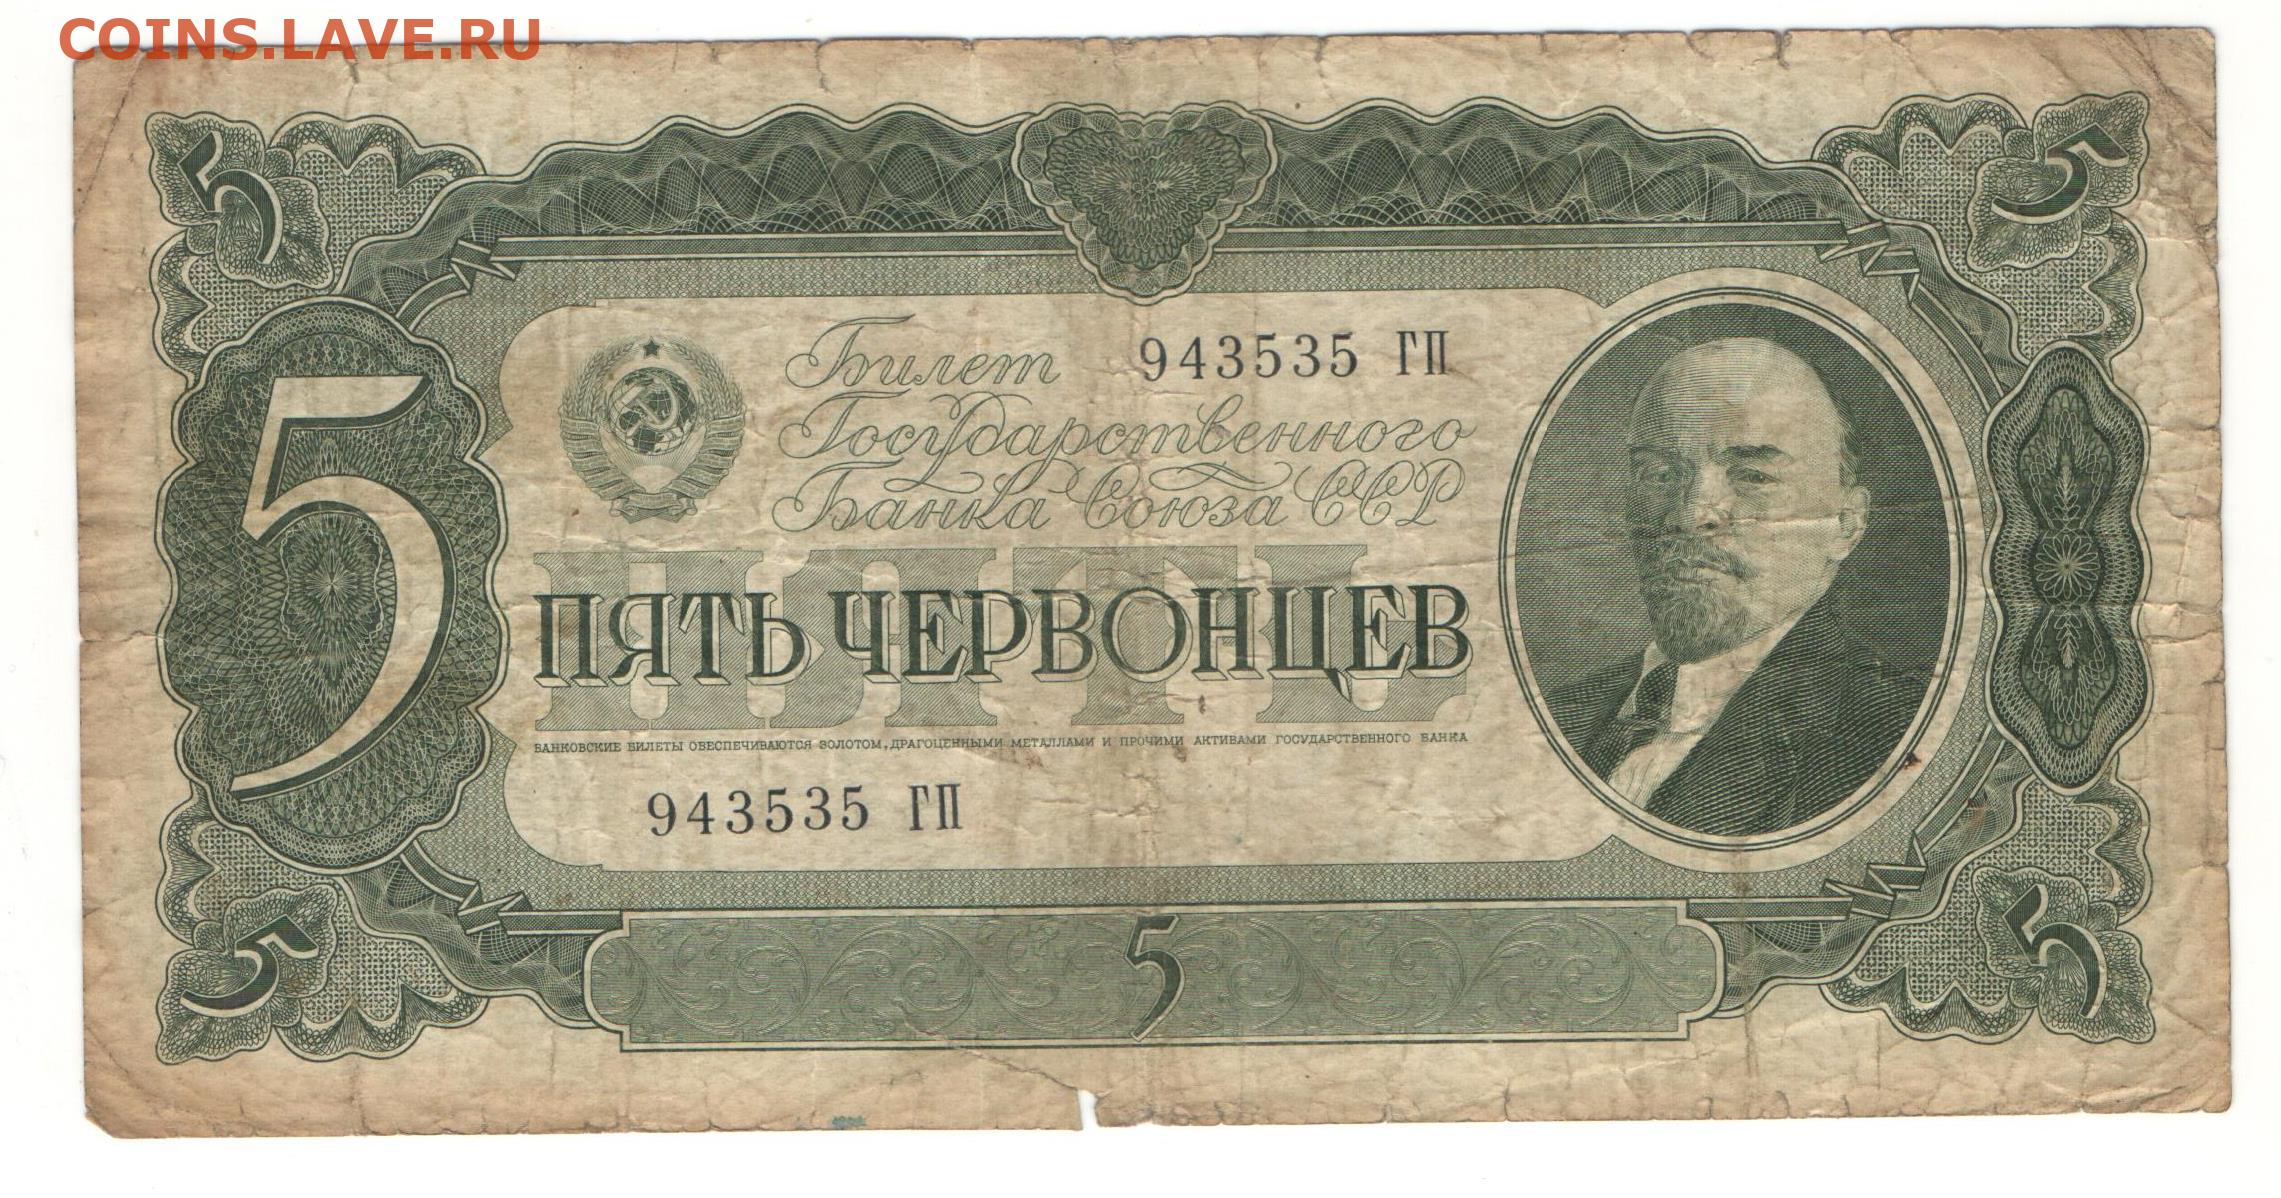 COINS.LAVE.RU
5 5
Билет 943535 ГП
Государственного
Банка Союза ССР
5
ПЯТЬ
ПЯТЬ ЧЕРВОНЦЕВ
БАНКОВСКИЕ БИЛЕТЫ ОБЕСПЕЧИВАЮТСЯ ЗОЛОТОМ, ДРАГОЦЕННЫМИ МЕТАЛЛАМИ И ПРОЧИМИ АКТИВАМИ ГОСУДАРСТВЕННОГО БАНКА
943535 ГП
5 5 5